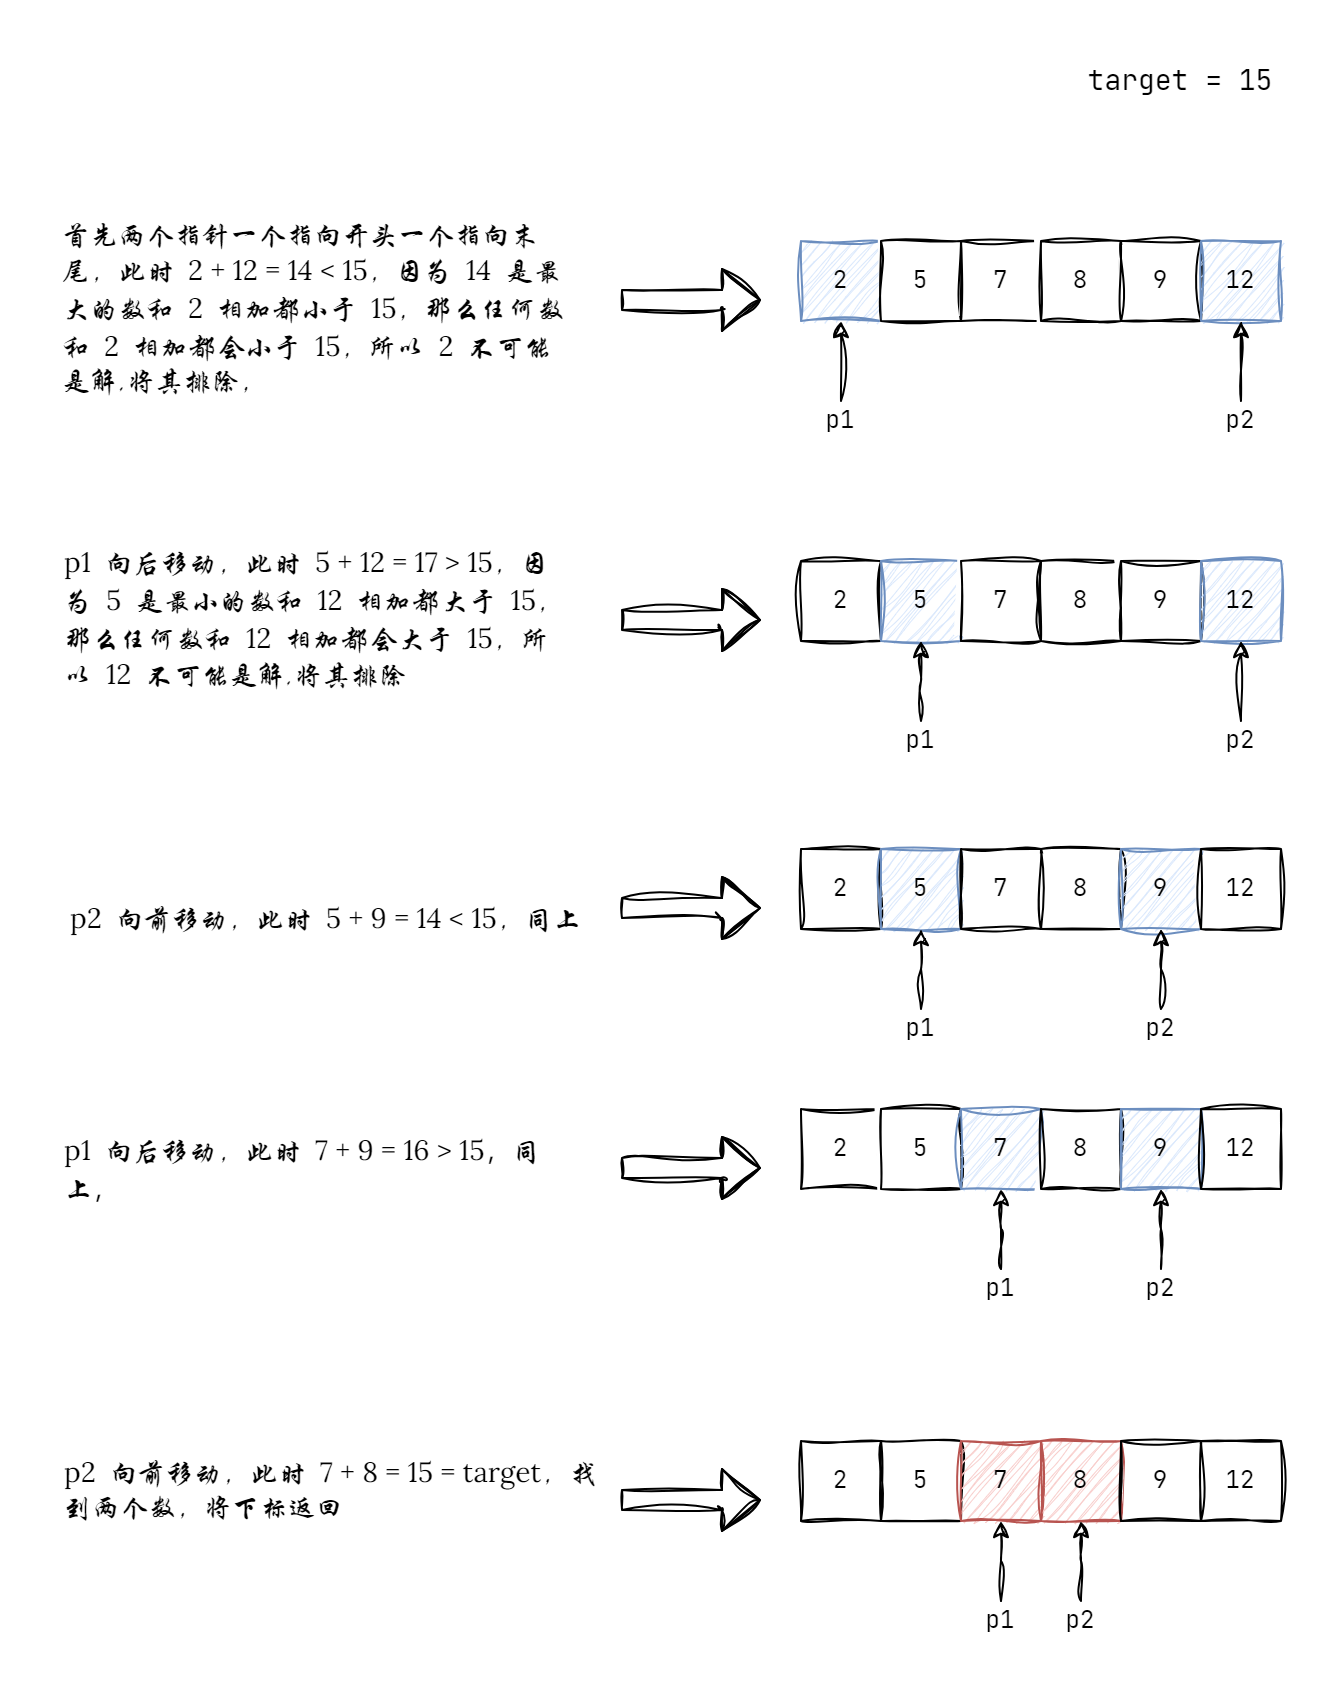 target = 15
首先两个指针一个指向开头一个指向末
尾，此时 2 + 12 = 14 < 15，因为 14 是最
大的数和 2 相加都小于 15，那么任何数
和 2 相加都会小于 15，所以 2 不可能
是解,将其排除，
2 5 7 8 9 12
p1 p2
p1 向后移动，此时 5 + 12 = 17 > 15，因
为 5 是最小的数和 12 相加都大于 15，
那么任何数和 12 相加都会大于 15，所
以 12 不可能是解,将其排除
2 5 7 8 9 12
p1 p2
p2 向前移动，此时 5 + 9 = 14 < 15，同上
2 5 7 8 9 12
p1 p2
p1 向后移动，此时 7 + 9 = 16 > 15，同
上，
2 5 7 8 9 12
p1 p2
p2 向前移动，此时 7 + 8 = 15 = target，找
到两个数，将下标返回
2 5 7 8 9 12
p1 p2